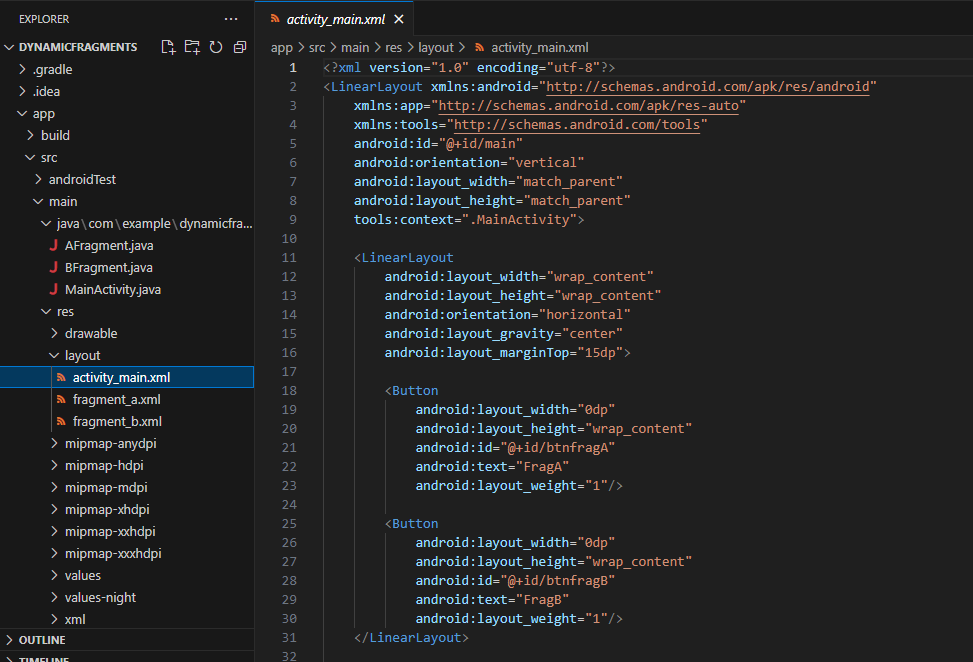 EXPLORER
DYNAMICFRAGMENTS
.gradle
.idea
app
build
src
androidTest
main
java\com\example\dynamicfra...
AFragment.java
BFragment.java
MainActivity.java
res
drawable
layout
activity_main.xml
fragment_a.xml
fragment_b.xml
mipmap-anydpi
mipmap-hdpi
mipmap-mdpi
mipmap-xhdpi
mipmap-xxhdpi
mipmap-xxxhdpi
values
values-night
xml
OUTLINE
TIMELINE
activity_main.xml
app > src > main > res > layout > activity_main.xml
1 <?xml version="1.0" encoding="utf-8"?>
2 <LinearLayout xmlns:android="http://schemas.android.com/apk/res/android"
3     xmlns:app="http://schemas.android.com/apk/res-auto"
4     xmlns:tools="http://schemas.android.com/tools"
5     android:id="@+id/main"
6     android:orientation="vertical"
7     android:layout_width="match_parent"
8     android:layout_height="match_parent"
9     tools:context=".MainActivity">
10
11     <LinearLayout
12         android:layout_width="wrap_content"
13         android:layout_height="wrap_content"
14         android:orientation="horizontal"
15         android:layout_gravity="center"
16         android:layout_marginTop="15dp">
17
18         <Button
19             android:layout_width="0dp"
20             android:layout_height="wrap_content"
21             android:id="@+id/btnfragA"
22             android:text="FragA"
23             android:layout_weight="1"/>
24
25         <Button
26             android:layout_width="0dp"
27             android:layout_height="wrap_content"
28             android:id="@+id/btnfragB"
29             android:text="FragB"
30             android:layout_weight="1"/>
31     </LinearLayout>
32